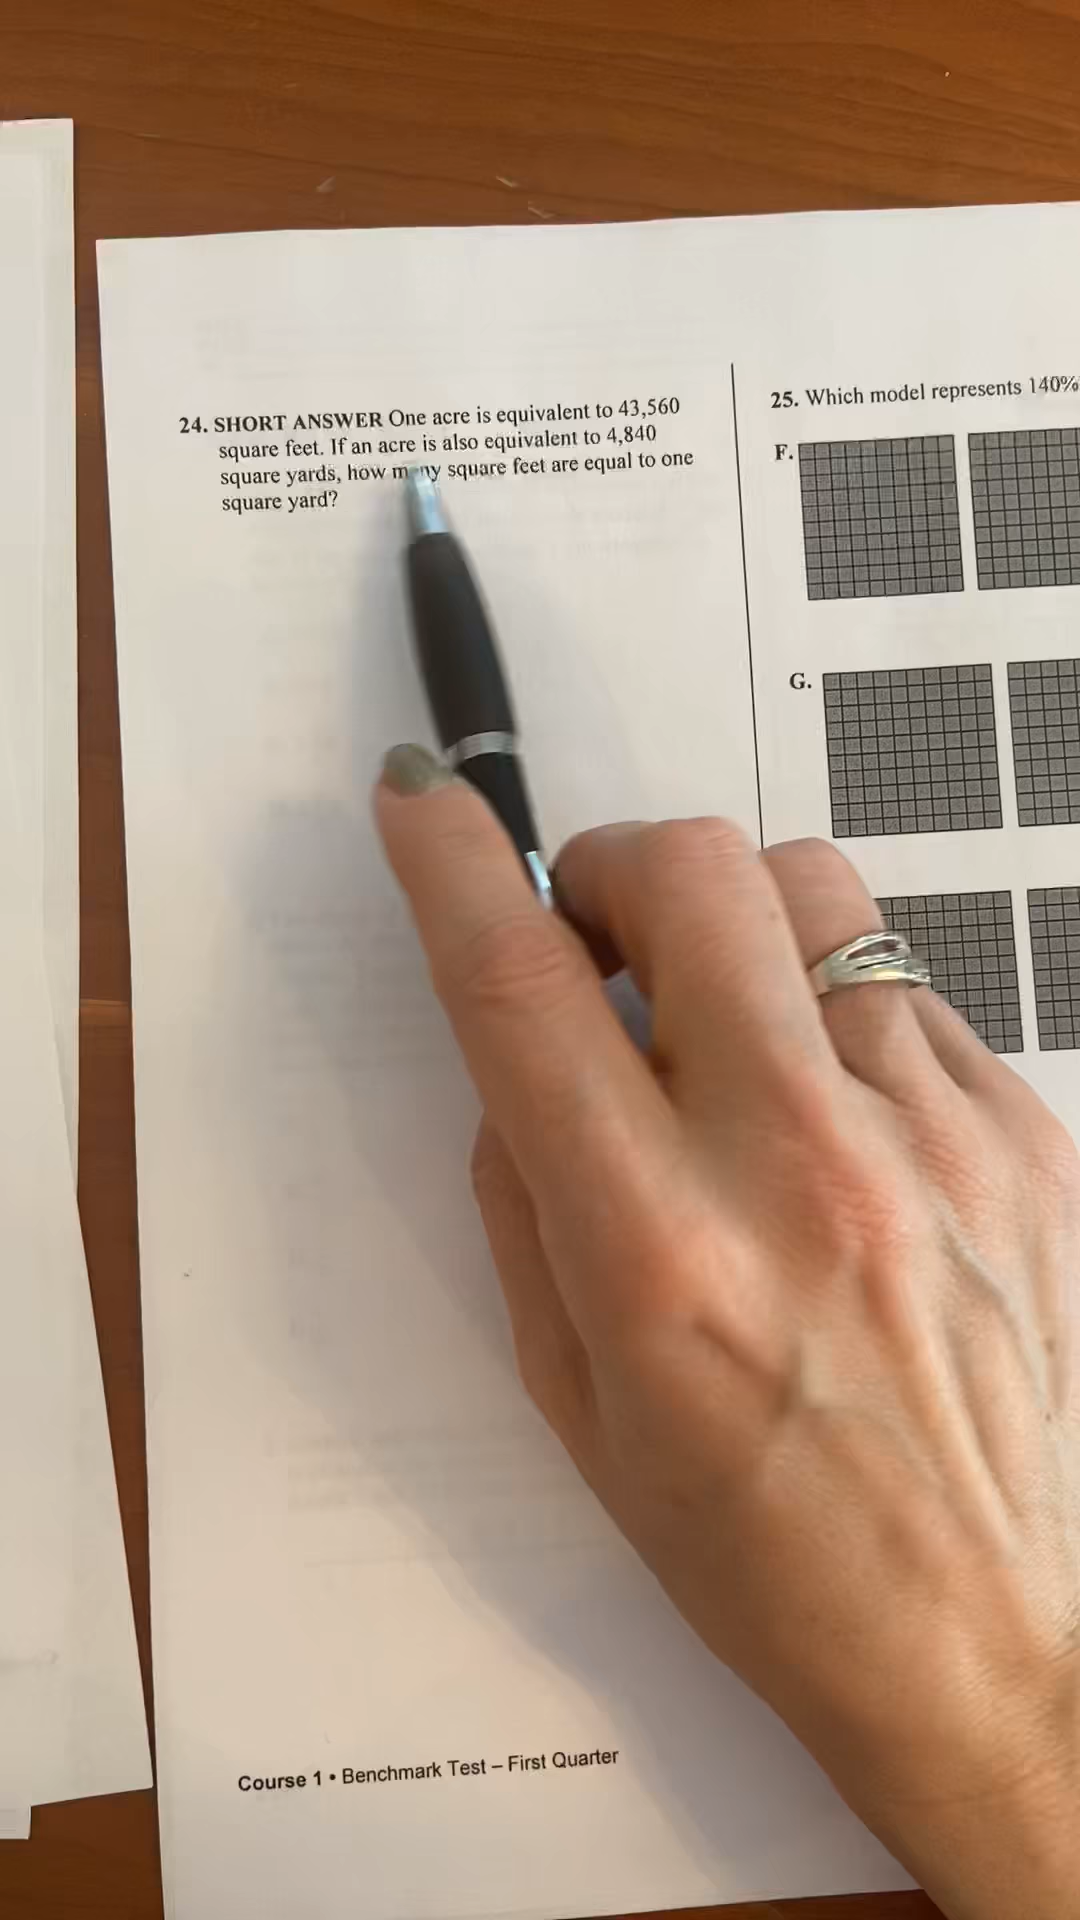 24. SHORT ANSWER One acre is equivalent to 43,560
square feet. If an acre is also equivalent to 4,840
square yards, how many square feet are equal to one
square yard?
25. Which model represents 140%
F.
G.
Course 1 • Benchmark Test – First Quarter